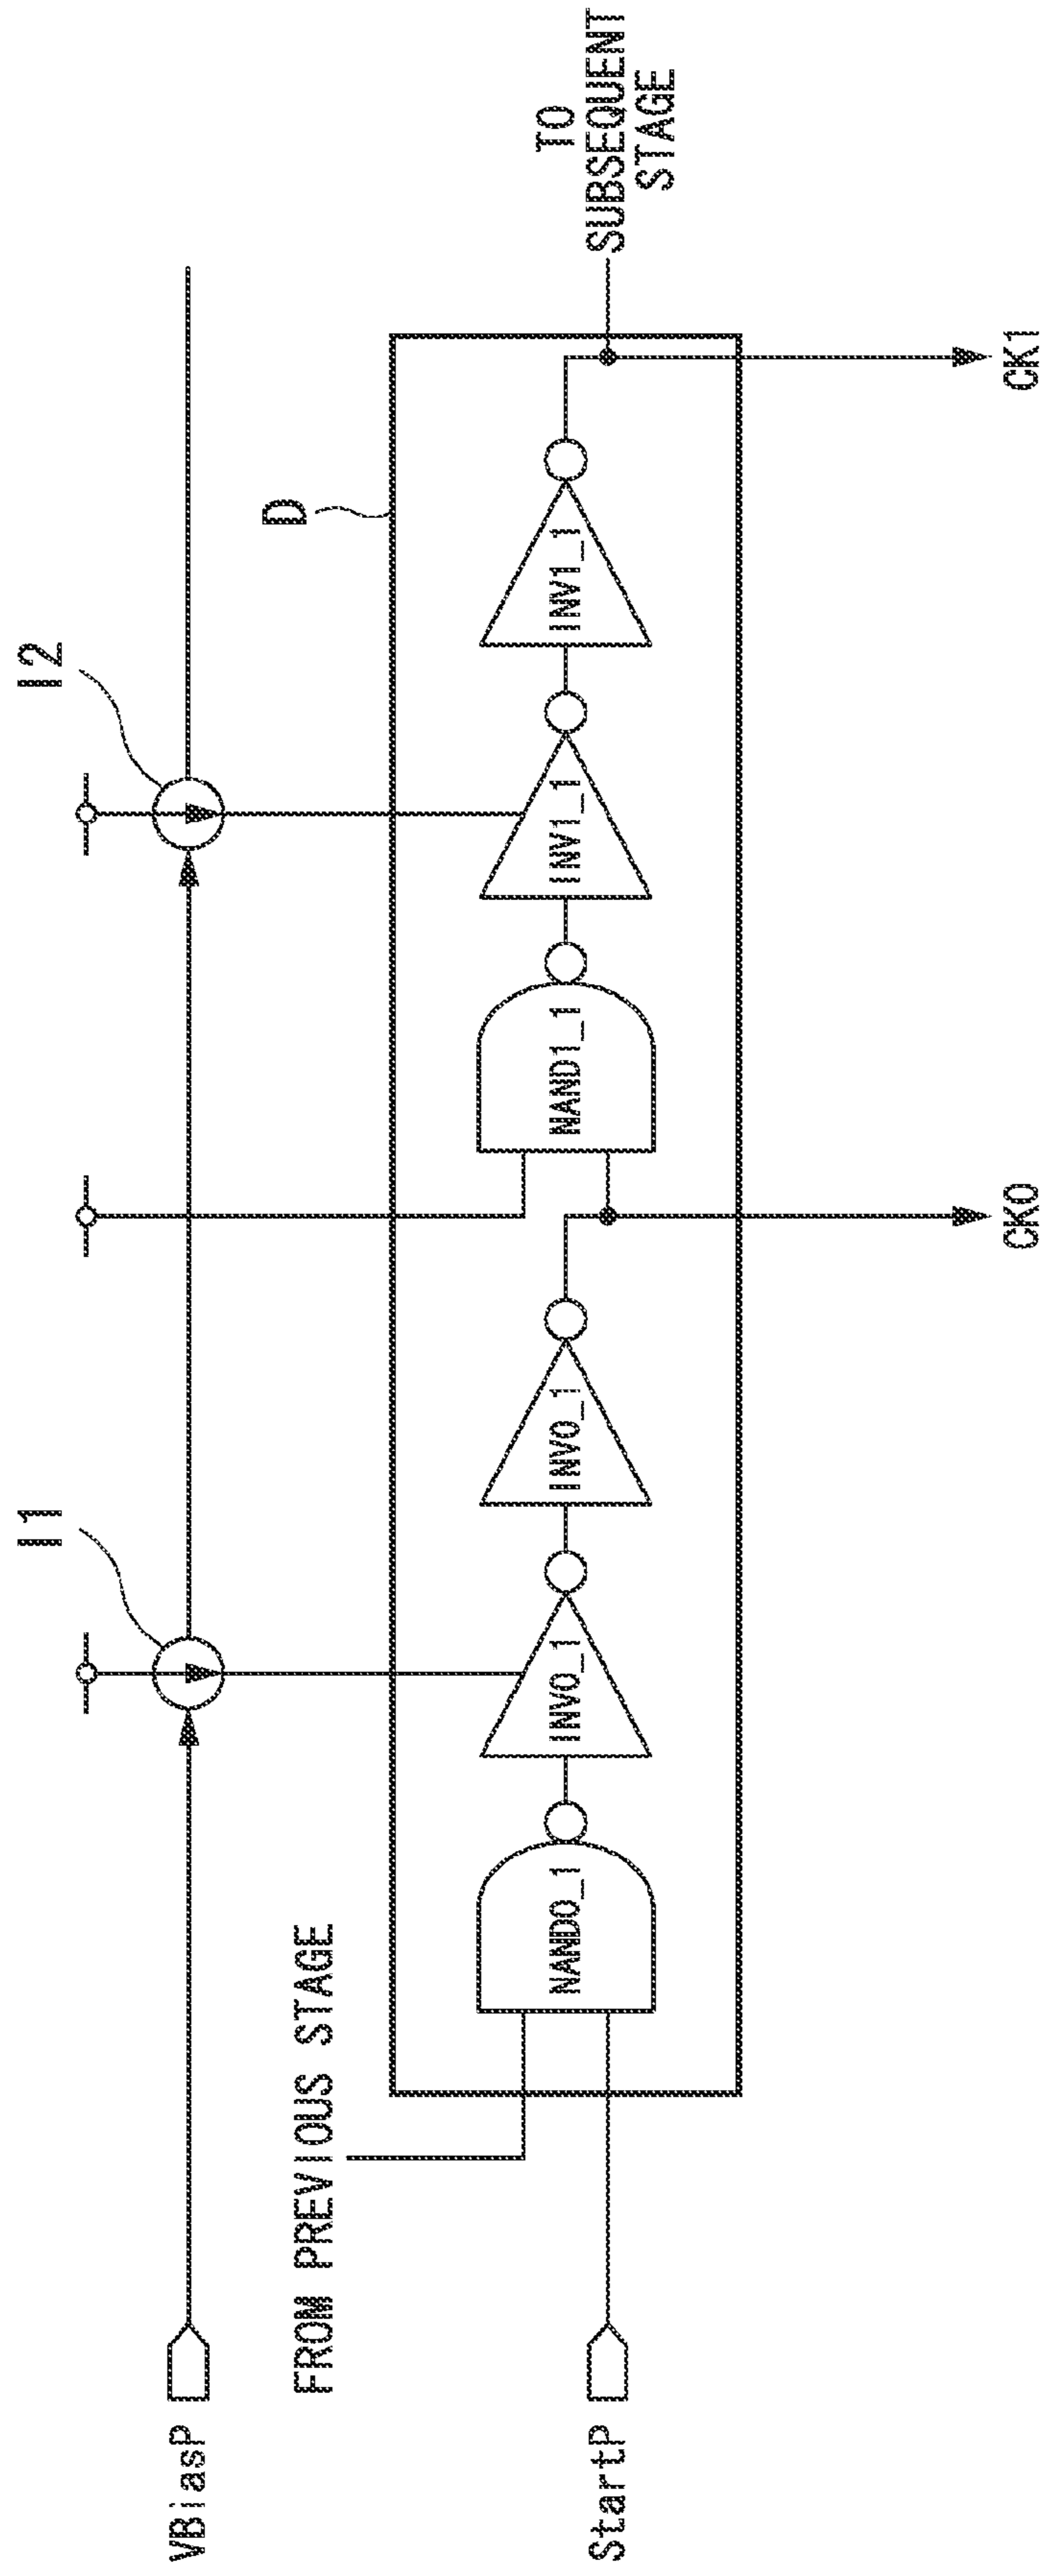 VBiasP
I1
I2
FROM PREVIOUS STAGE
D
StartP
NAND0_1
INV0_1
INV0_1
NAND1_1
INV1_1
INV1_1
TO
SUBSEQUENT
STAGE
CK0
CK1